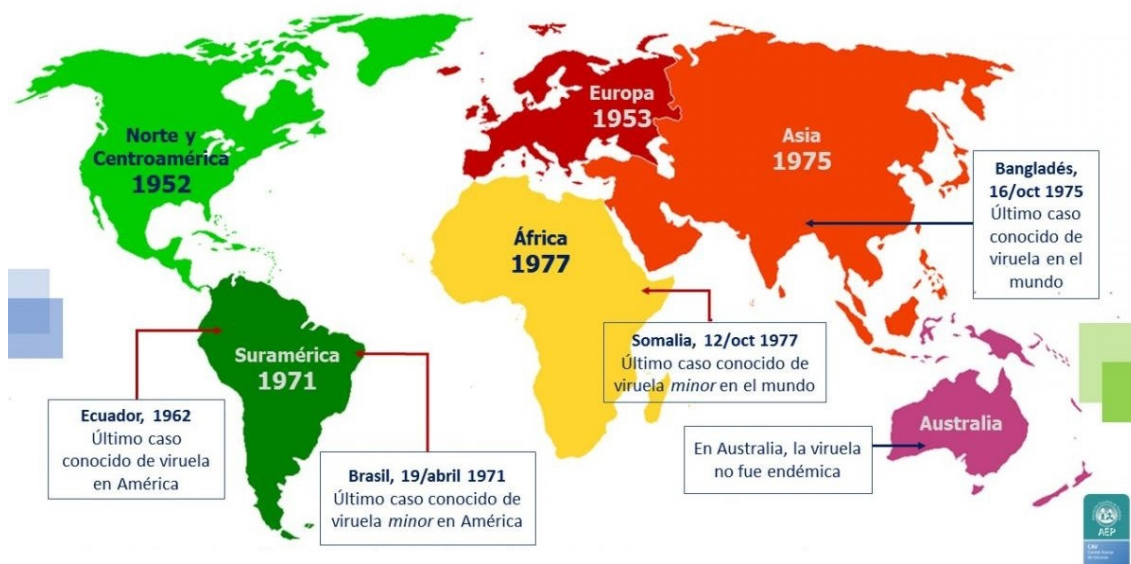 Norte y
Centroamérica
1952
Europa
1953
Asia
1975
Bangladés,
16/oct 1975
Último caso
conocido de
viruela en el
mundo
África
1977
Suramérica
1971
Somalia, 12/oct 1977
Último caso conocido de
viruela minor en el mundo
Ecuador, 1962
Último caso
conocido de viruela
en América
Brasil, 19/abril 1971
Último caso conocido de
viruela minor en América
Australia
En Australia, la viruela
no fue endémica
AEP
CAV